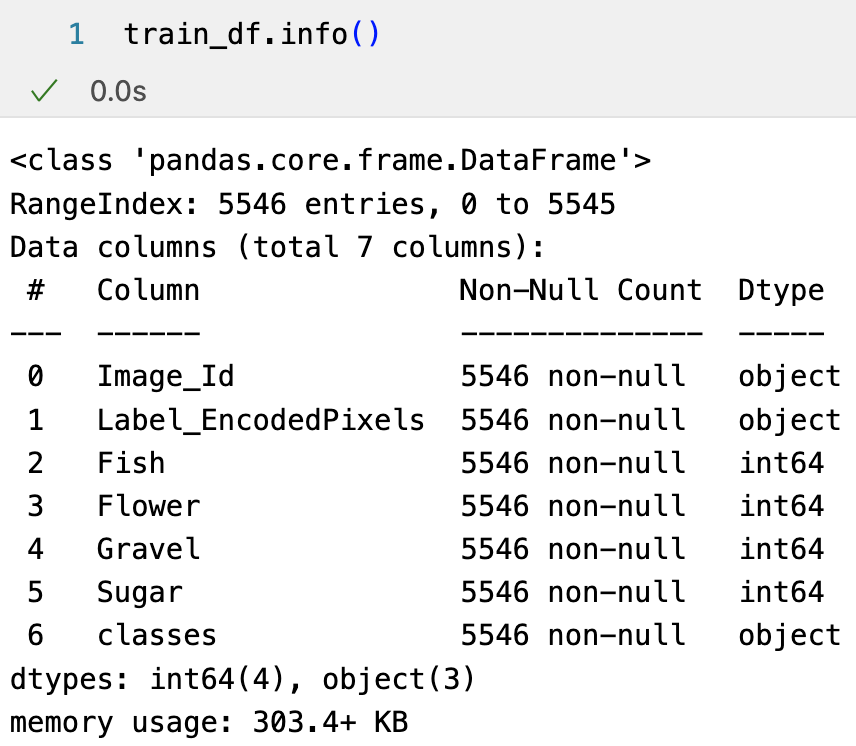 1 train_df.info()
✓ 0.0s
<class 'pandas.core.frame.DataFrame'>
RangeIndex: 5546 entries, 0 to 5545
Data columns (total 7 columns):
 #   Column                Non-Null Count  Dtype
---  ------                --------------  -----
 0   Image_Id              5546 non-null   object
 1   Label_EncodedPixels   5546 non-null   object
 2   Fish                  5546 non-null   int64
 3   Flower                5546 non-null   int64
 4   Gravel                5546 non-null   int64
 5   Sugar                 5546 non-null   int64
 6   classes               5546 non-null   object
dtypes: int64(4), object(3)
memory usage: 303.4+ KB